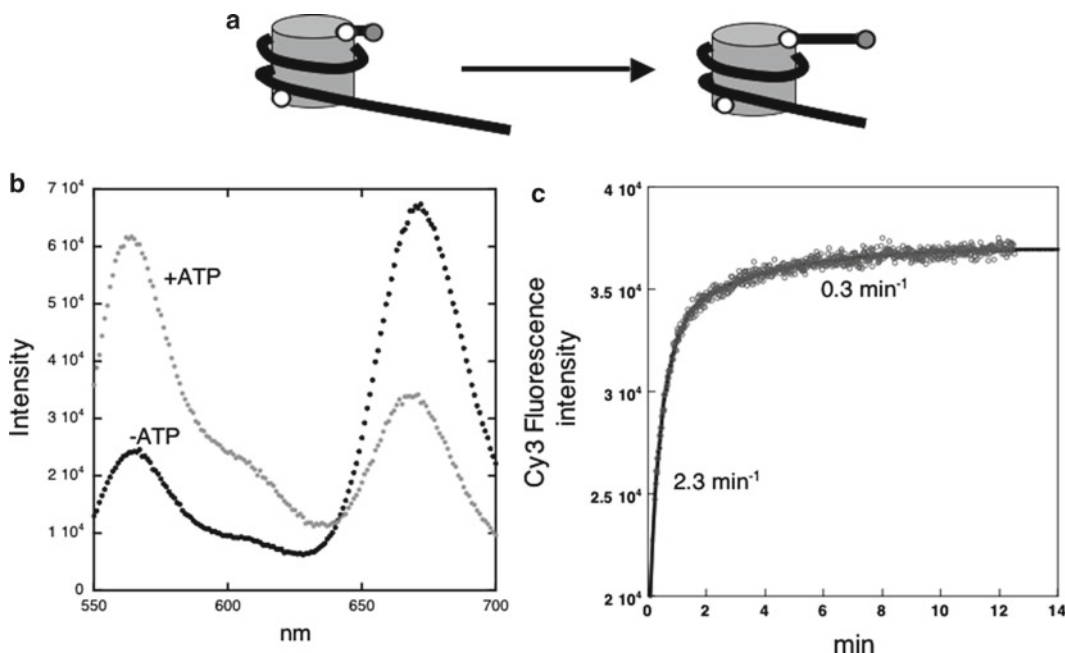 a
b
7 10⁴
6 10⁴
5 10⁴
4 10⁴
3 10⁴
2 10⁴
1 10⁴
0
Intensity
+ATP
-ATP
550
600
650
700
nm
c
4 10⁴
3.5 10⁴
3 10⁴
2.5 10⁴
2 10⁴
Cy3 Fluorescence
intensity
0.3 min⁻¹
2.3 min⁻¹
0
2
4
6
8
10
12
14
min